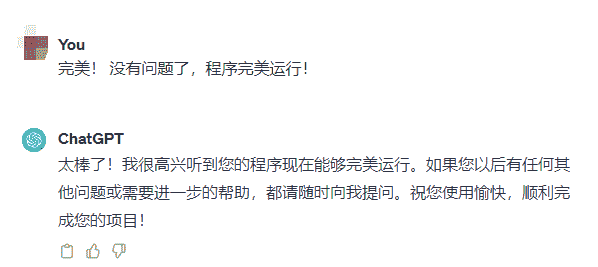 You
完美！ 没有问题了，程序完美运行！
ChatGPT
太棒了！我很高兴听到您的程序现在能够完美运行。如果您以后有任何其
他问题或需要进一步的帮助，都请随时向我提问。祝您使用愉快，顺利完
成您的项目！